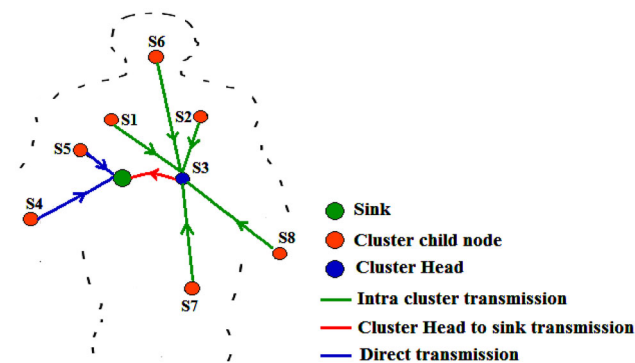 S6
S1
S2
S5
S3
S4
S8
S7
Sink
Cluster child node
Cluster Head
Intra cluster transmission
Cluster Head to sink transmission
Direct transmission